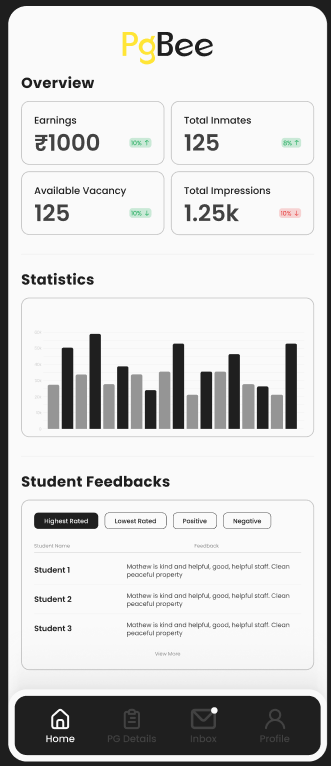 PgBee
Overview
Earnings
₹1000
10% ↑
Total Inmates
125
8% ↑
Available Vacancy
125
10% ↓
Total Impressions
1.25k
10% ↓
Statistics
Student Feedbacks
Highest Rated
Lowest Rated
Positive
Negative
Student Name
Feedback
Student 1
Mathew is kind and helpful, good, helpful staff. Clean
peaceful property
Student 2
Mathew is kind and helpful, good, helpful staff. Clean
peaceful property
Student 3
Mathew is kind and helpful, good, helpful staff. Clean
peaceful property
View More
Home
PG Details
Inbox
Profile